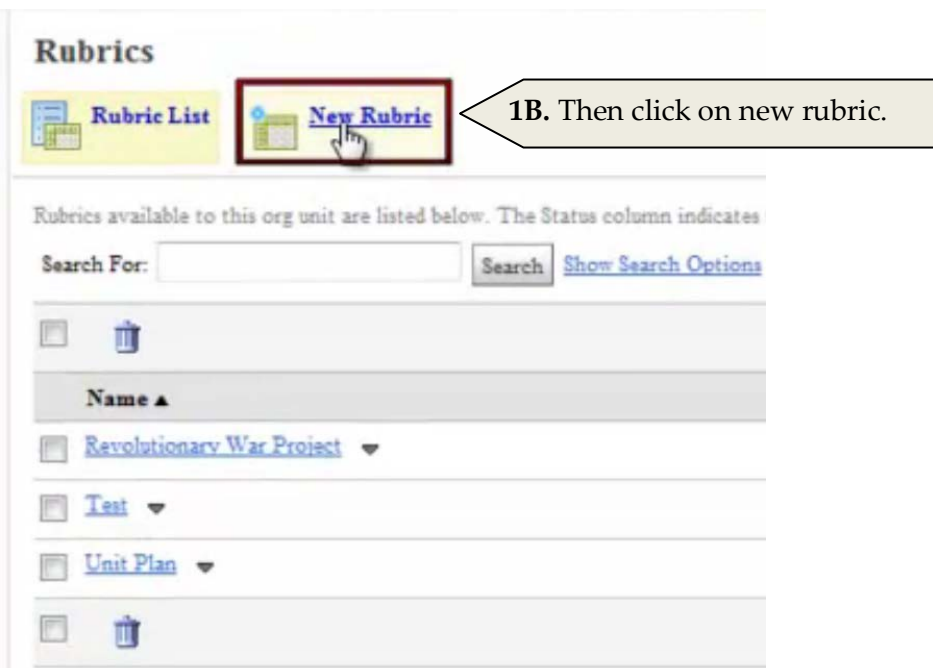 Rubrics
Rubric List
New Rubric
1B. Then click on new rubric.
Rubrics available to this org unit are listed below. The Status column indicates
Search For:
Search
Show Search Options
Name ▲
Revolutionary War Project
Test
Unit Plan